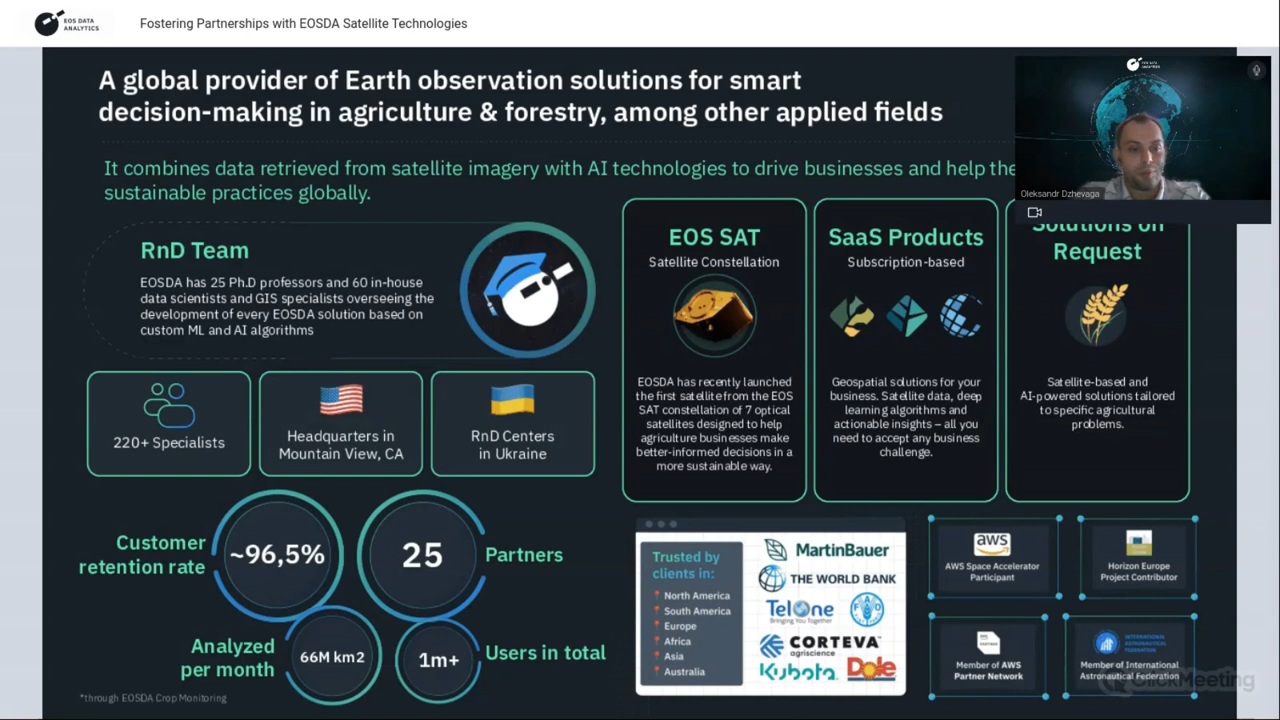 EOS DATA
ANALYTICS
Fostering Partnerships with EOSDA Satellite Technologies
A global provider of Earth observation solutions for smart
decision-making in agriculture & forestry, among other applied fields
It combines data retrieved from satellite imagery with AI technologies to drive businesses and help the
sustainable practices globally.
Oleksandr Dzhevaga
RnD Team
EOSDA has 25 Ph.D professors and 60 in-house
data scientists and GIS specialists overseeing the
development of every EOSDA solution based on
custom ML and AI algorithms
220+ Specialists
Headquarters in
Mountain View, CA
RnD Centers
in Ukraine
Customer
retention rate
~96,5%
25
Partners
Analyzed
per month
66M km2
1m+
Users in total
*through EOSDA Crop Monitoring
EOS SAT
Satellite Constellation
EOSDA has recently launched
the first satellite from the EOS
SAT constellation of 7 optical
satellites designed to help
agriculture businesses make
better-informed decisions in a
more sustainable way.
SaaS Products
Subscription-based
Geospatial solutions for your
business. Satellite data, deep
learning algorithms and
actionable insights – all you
need to accept any business
challenge.
Solutions on
Request
Satellite-based and
AI-powered solutions tailored
to specific agricultural
problems.
Trusted by
clients in:
North America
South America
Europe
Africa
Asia
Australia
MartinBauer
THE WORLD BANK
TelOne
Bringing You Together
FAO
CORTEVA™
agriscience
Kubota
Dole
aws
AWS Space Accelerator
Participant
Horizon Europe
Project Contributor
Member of AWS
Partner Network
INTERNATIONAL
ASTRONAUTICAL
FEDERATION
Member of International
Astronautical Federation
ClickMeeting